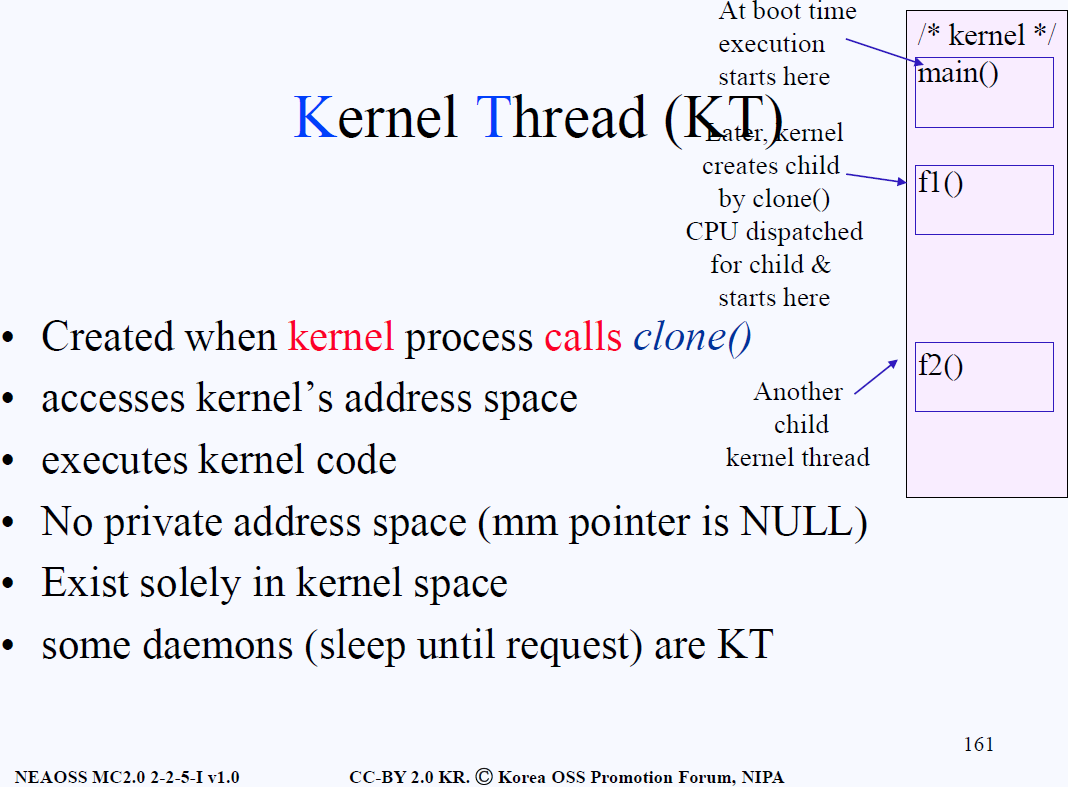 At boot time
execution
starts here
/* kernel */
main()
Kernel Thread (KT)
Later, kernel
creates child
by clone()
CPU dispatched
for child &
starts here
f1()
• Created when kernel process calls clone()
• accesses kernel’s address space
• executes kernel code
• No private address space (mm pointer is NULL)
• Exist solely in kernel space
• some daemons (sleep until request) are KT
f2()
Another
child
kernel thread
161
NEAOSS MC2.0 2-2-5-I v1.0
CC-BY 2.0 KR. Ⓒ Korea OSS Promotion Forum, NIPA